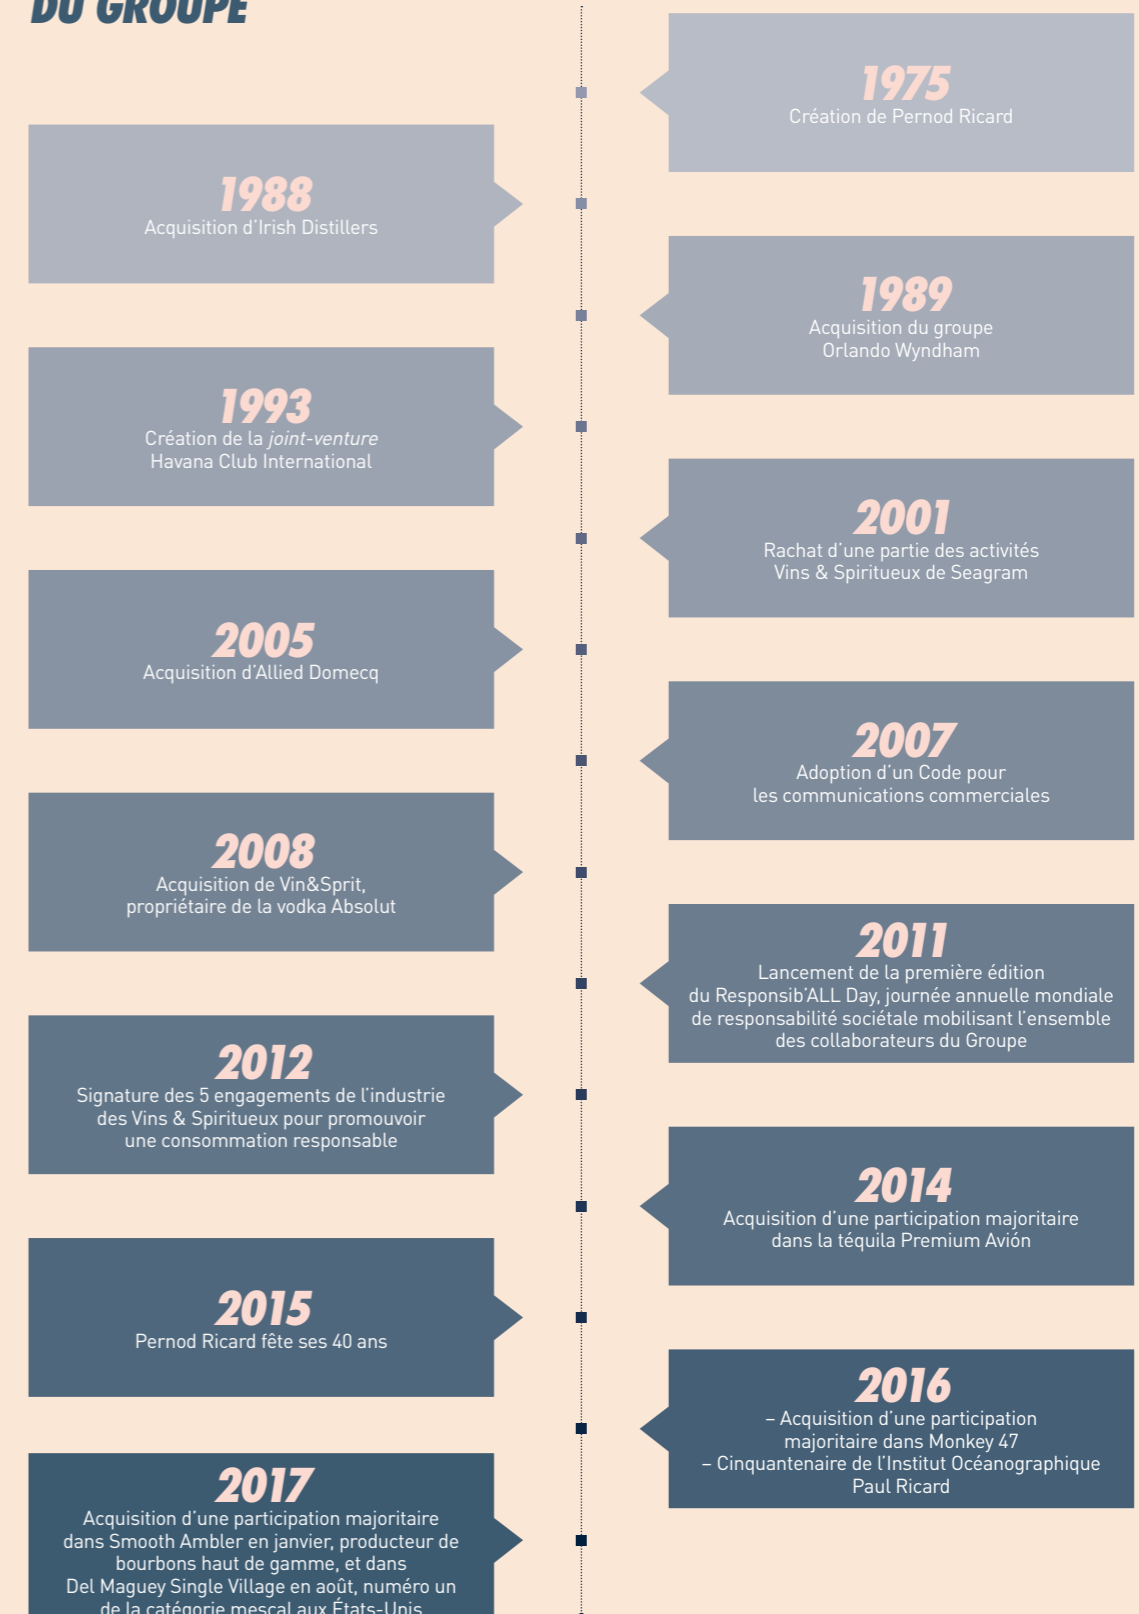 DU GROUPE
1975
Création de Pernod Ricard
1988
Acquisition d'Irish Distillers
1989
Acquisition du groupe
Orlando Wyndham
1993
Création de la joint-venture
Havana Club International
2001
Rachat d'une partie des activités
Vins & Spiritueux de Seagram
2005
Acquisition d'Allied Domecq
2007
Adoption d'un Code pour
les communications commerciales
2008
Acquisition de Vin&Sprit,
propriétaire de la vodka Absolut
2011
Lancement de la première édition
du Responsib'ALL Day, journée annuelle mondiale
de responsabilité sociétale mobilisant l'ensemble
des collaborateurs du Groupe
2012
Signature des 5 engagements de l'industrie
des Vins & Spiritueux pour promouvoir
une consommation responsable
2014
Acquisition d'une participation majoritaire
dans la téquila Premium Avión
2015
Pernod Ricard fête ses 40 ans
2016
– Acquisition d'une participation
majoritaire dans Monkey 47
– Cinquantenaire de l'Institut Océanographique
Paul Ricard
2017
Acquisition d'une participation majoritaire
dans Smooth Ambler en janvier, producteur de
bourbons haut de gamme, et dans
Del Maguey Single Village en août, numéro un
de la catégorie mescal aux États-Unis